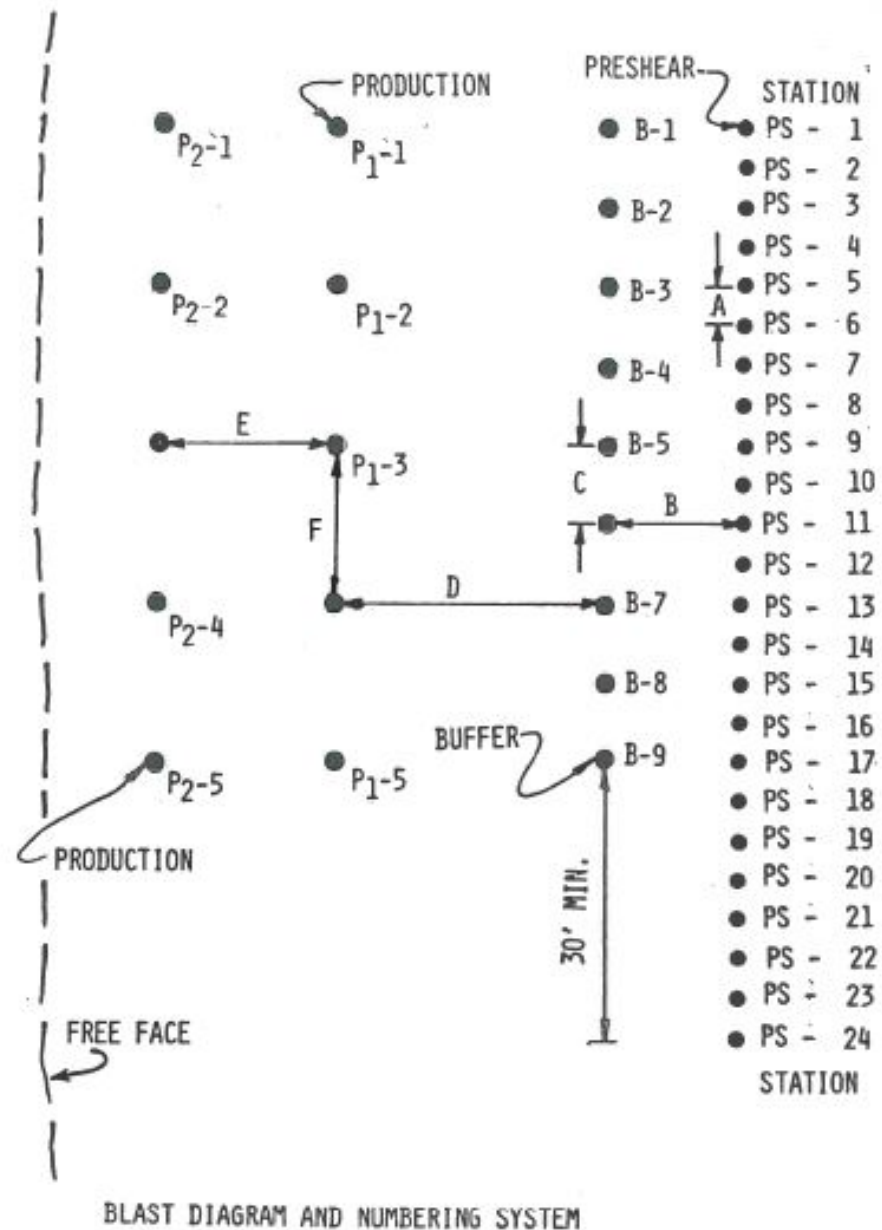 PRODUCTION
PRESHEAR
STATION
P2-1
P1-1
B-1
PS - 1
PS - 2
B-2
PS - 3
PS - 4
P2-2
P1-2
B-3
A
PS - 5
PS - 6
B-4
PS - 7
PS - 8
E
P1-3
B-5
PS - 9
C
PS - 10
F
B
PS - 11
PS - 12
D
P2-4
B-7
PS - 13
PS - 14
B-8
PS - 15
PS - 16
BUFFER
B-9
P2-5
P1-5
PS - 17
PS - 18
PRODUCTION
PS - 19
30' MIN.
PS - 20
PS - 21
PS - 22
PS - 23
FREE FACE
PS - 24
STATION
BLAST DIAGRAM AND NUMBERING SYSTEM